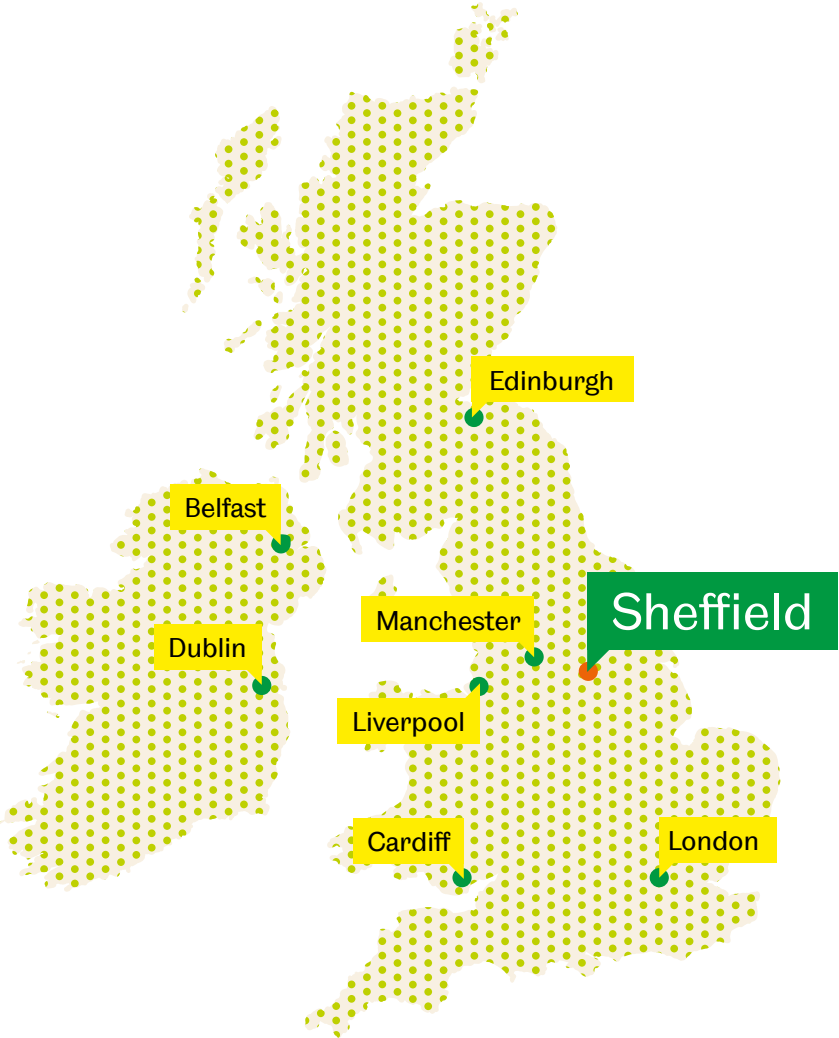 Edinburgh
Belfast
Sheffield
Manchester
Dublin
Liverpool
Cardiff
London